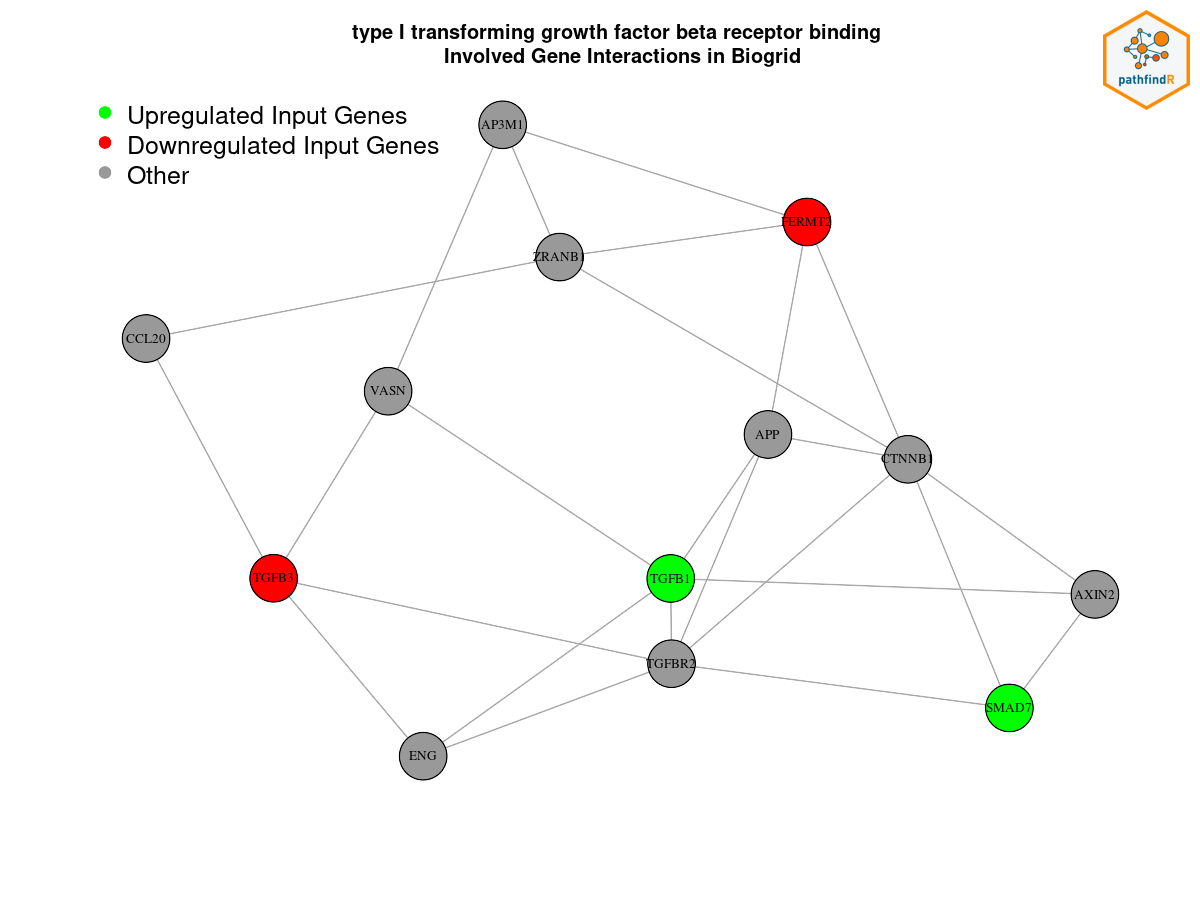 type I transforming growth factor beta receptor binding
Involved Gene Interactions in Biogrid
pathfindR
Upregulated Input Genes
Downregulated Input Genes
Other
AP3M1
FERMT2
ZRANB1
CCL20
VASN
APP
CTNNB1
TGFB3
TGFB1
AXIN2
TGFBR2
SMAD7
ENG